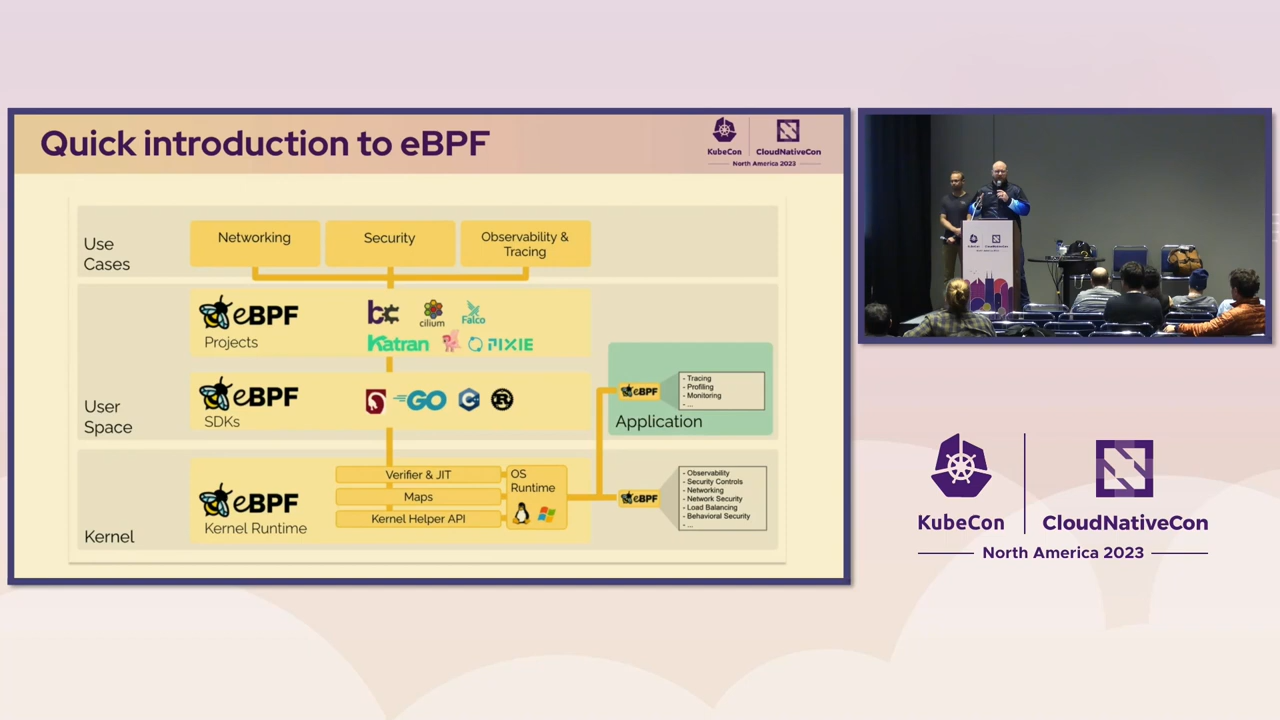 Quick introduction to eBPF
KubeCon
CloudNativeCon
North America 2023
Use
Cases
Networking
Security
Observability &
Tracing
eBPF
Projects
bcc
cilium
Falco
Katran
PIXIE
User
Space
eBPF
SDKs
GO
C++
R
eBPF
- Tracing
- Profiling
- Monitoring
- ...
Application
Kernel
eBPF
Kernel Runtime
Verifier & JIT
Maps
Kernel Helper API
OS
Runtime
eBPF
- Observability
- Security Controls
- Networking
- Network Security
- Load Balancing
- Behavioral Security
- ...
KubeCon
CloudNativeCon
North America 2023